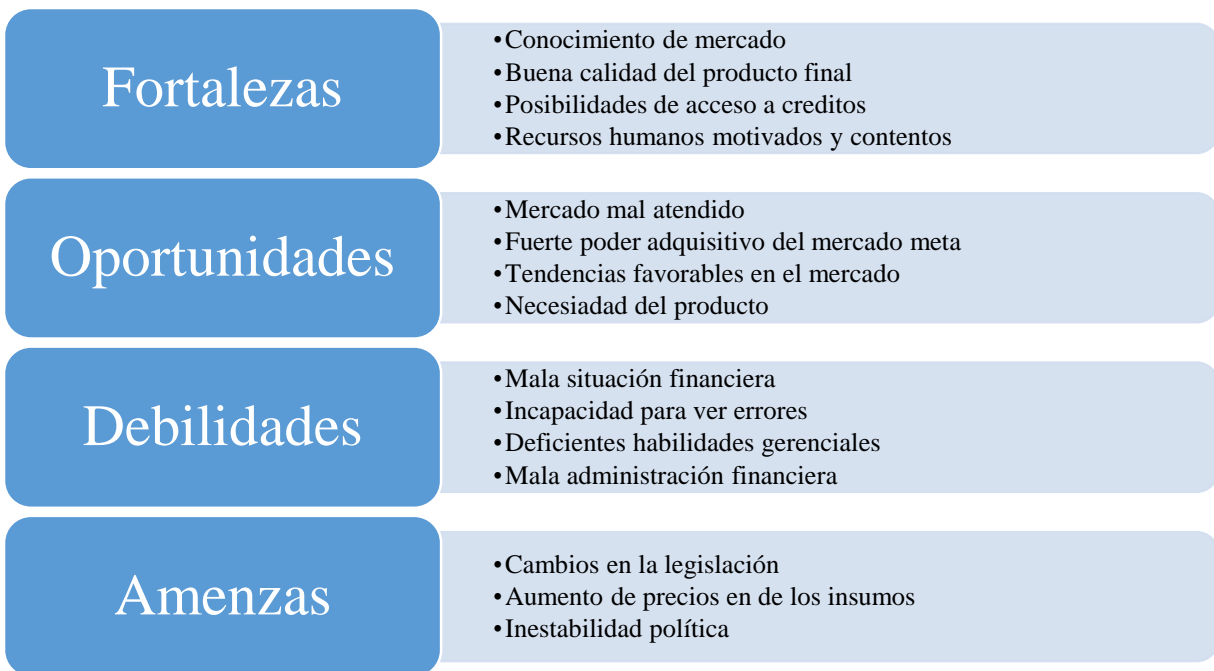 Fortalezas
•Conocimiento de mercado
•Buena calidad del producto final
•Posibilidades de acceso a creditos
•Recursos humanos motivados y contentos
Oportunidades
•Mercado mal atendido
•Fuerte poder adquisitivo del mercado meta
•Tendencias favorables en el mercado
•Necesiadad del producto
Debilidades
•Mala situación financiera
•Incapacidad para ver errores
•Deficientes habilidades gerenciales
•Mala administración financiera
Amenzas
•Cambios en la legislación
•Aumento de precios en de los insumos
•Inestabilidad política